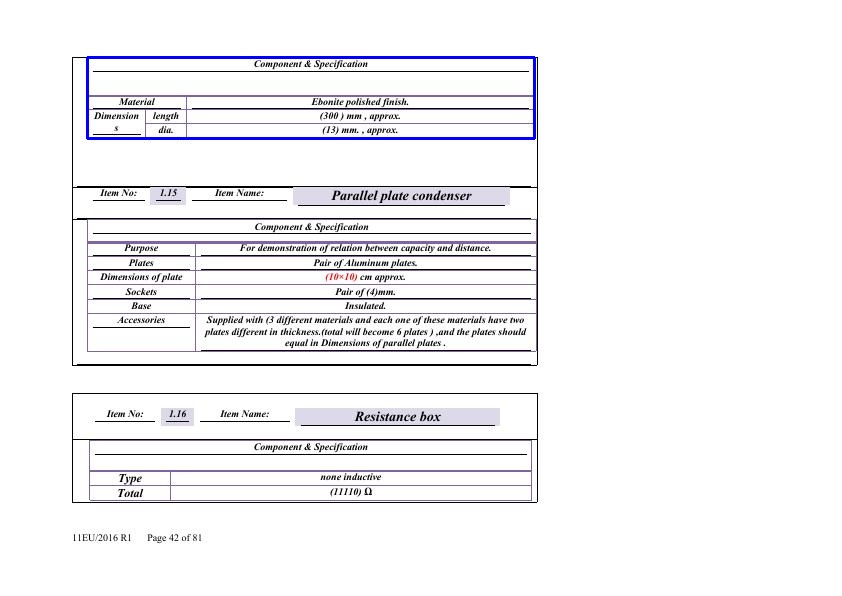 Component & Specification
Material Ebonite polished finish.
Dimension length (300 ) mm , approx.
s dia. (13) mm. , approx.
Item No: 1.15 Item Name: Parallel plate condenser
Component & Specification
Purpose For demonstration of relation between capacity and distance.
Plates Pair of Aluminum plates.
Dimensions of plate (10×10) cm approx.
Sockets Pair of (4)mm.
Base Insulated.
Accessories Supplied with (3 different materials and each one of these materials have two
plates different in thickness.(total will become 6 plates ) ,and the plates should
equal in Dimensions of parallel plates .
Item No: 1.16 Item Name: Resistance box
Component & Specification
Type none inductive
Total (11110) Ω
11EU/2016 R1 Page 42 of 81